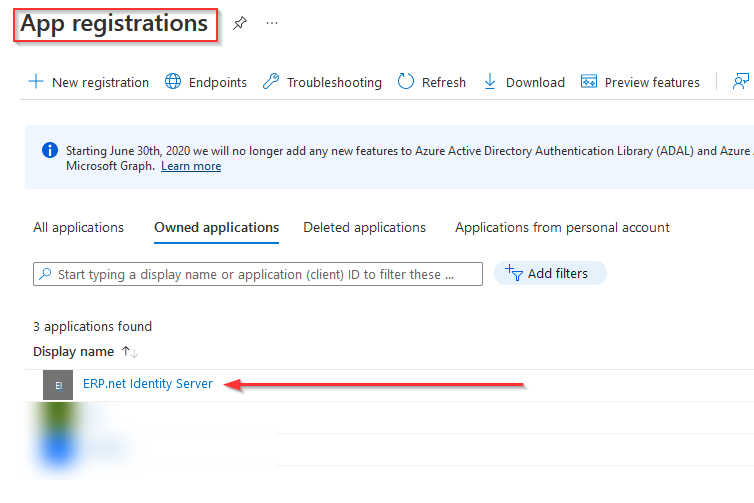 App registrations
New registration Endpoints Troubleshooting Refresh Download Preview features
Starting June 30th, 2020 we will no longer add any new features to Azure Active Directory Authentication Library (ADAL) and Azure
Microsoft Graph. Learn more
All applications Owned applications Deleted applications Applications from personal account
Start typing a display name or application (client) ID to filter these ...
Add filters
3 applications found
Display name
EI ERP.net Identity Server